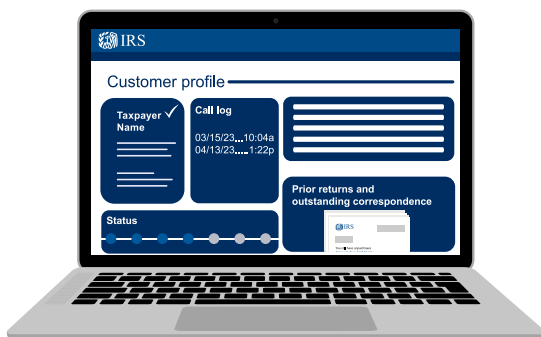 IRS
Customer profile
Taxpayer
Name
Call log
03/15/23...10:04a
04/13/23.....1:22p
Prior returns and
outstanding correspondence
Status
IRS